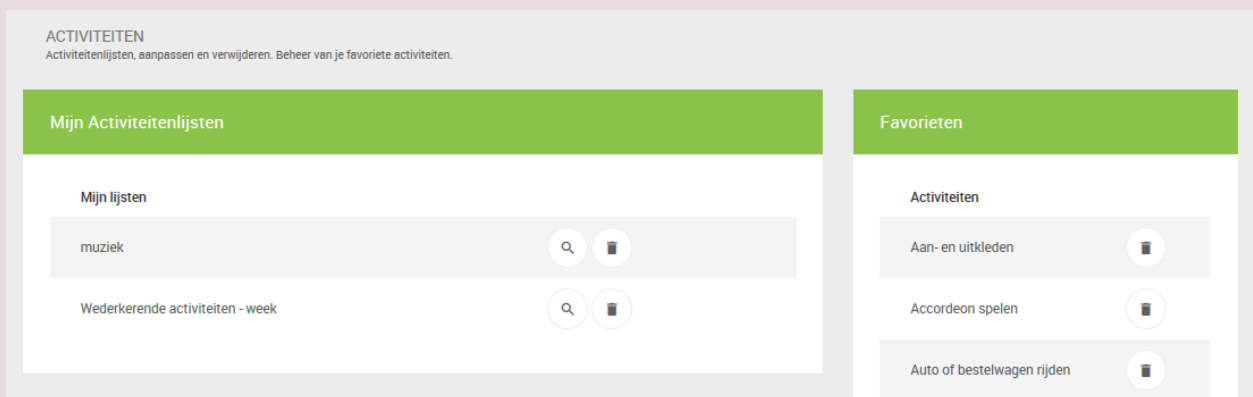 ACTIVITEITEN
Activiteitenlijsten, aanpassen en verwijderen. Beheer van je favoriete activiteiten.
Mijn Activiteitenlijsten
Mijn lijsten
muziek
Wederkerende activiteiten - week
Favorieten
Activiteiten
Aan- en uitkleden
Accordeon spelen
Auto of bestelwagen rijden